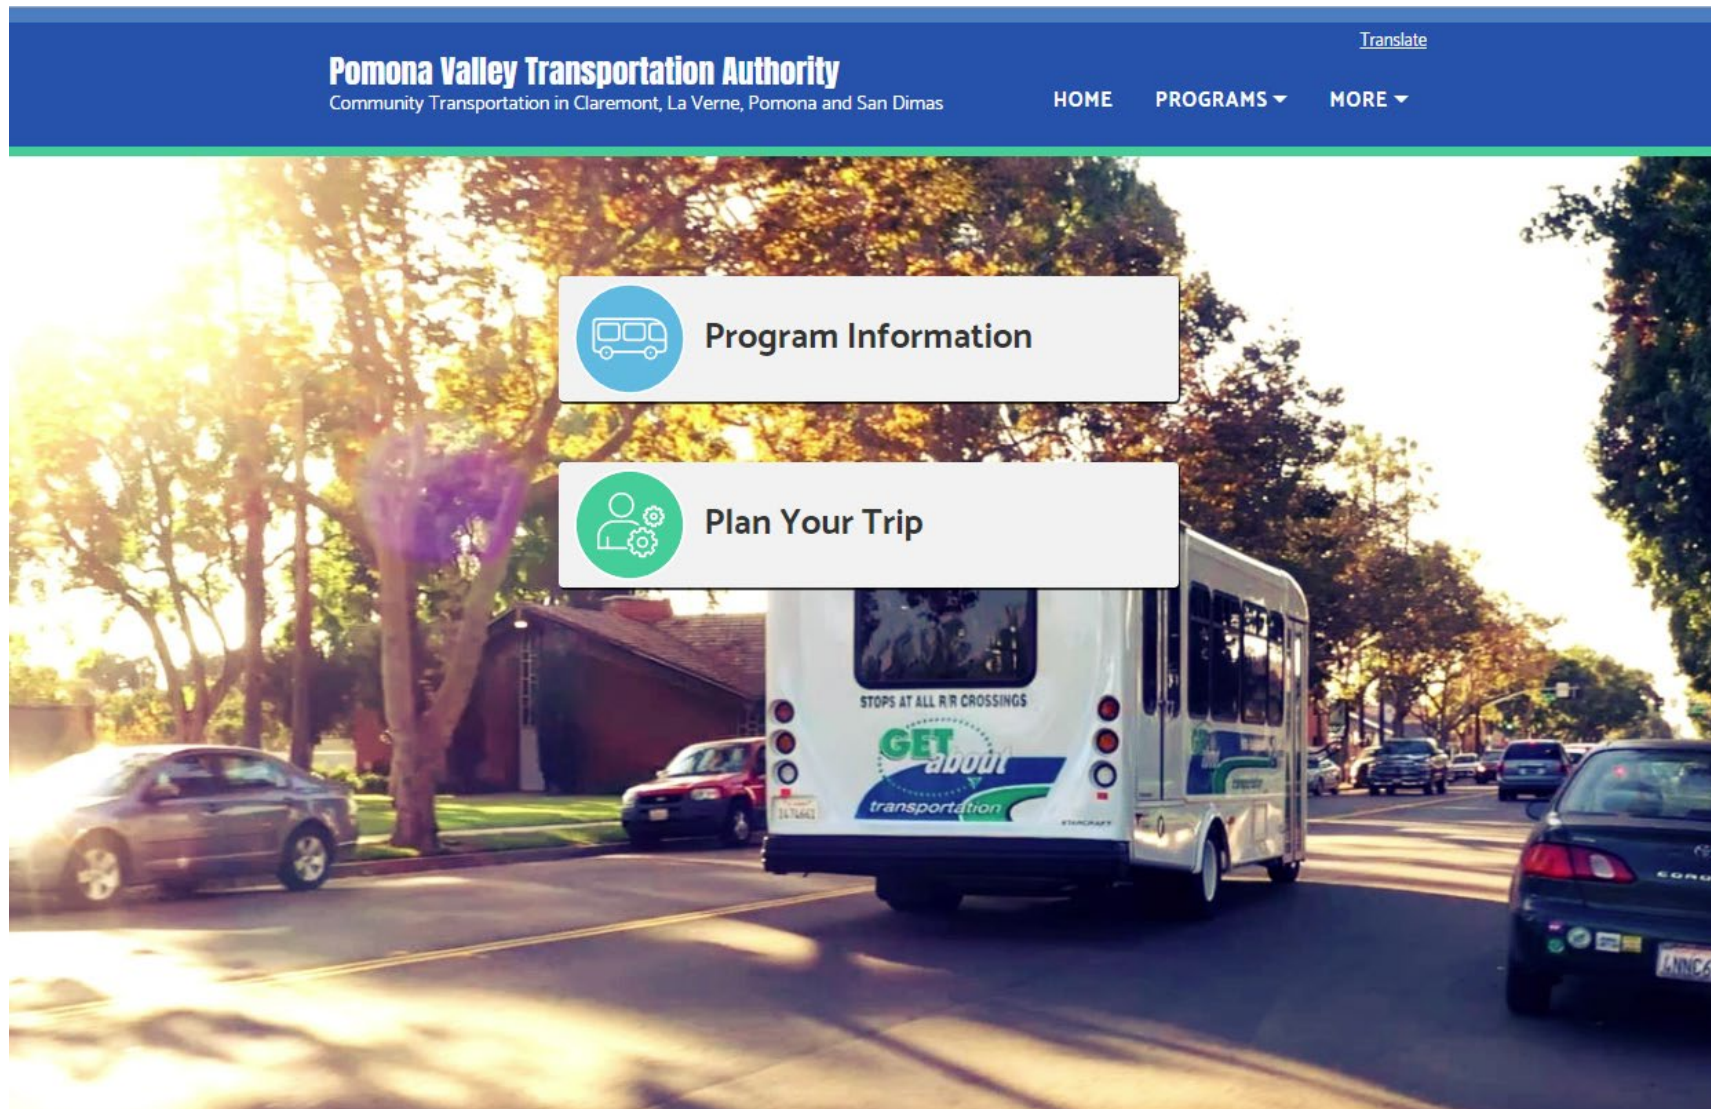 Translate
Pomona Valley Transportation Authority
Community Transportation in Claremont, La Verne, Pomona and San Dimas
HOME PROGRAMS MORE
Program Information
Plan Your Trip
STOPS AT ALL R/R CROSSINGS
GET
about
transportation
STARCRAFT